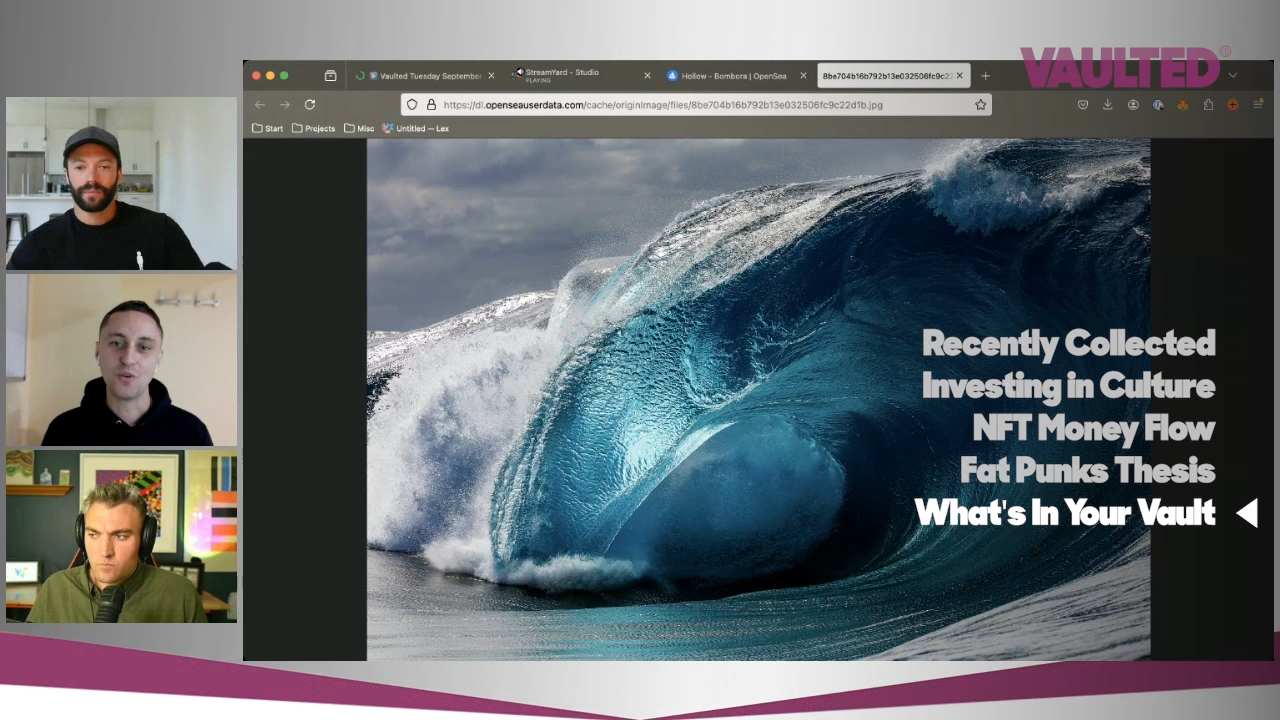 VAULTED®
Vaulted Tuesday September
StreamYard - Studio
PLAYING
Hollow - Bombora | OpenSea
8be704b16b792b13e032506fc9c22
https://di.openseauserdata.com/cache/originImage/files/8be704b16b792b13e032506fc9c22d1b.jpg
Start Projects Misc Untitled — Lex
Recently Collected
Investing in Culture
NFT Money Flow
Fat Punks Thesis
What's In Your Vault